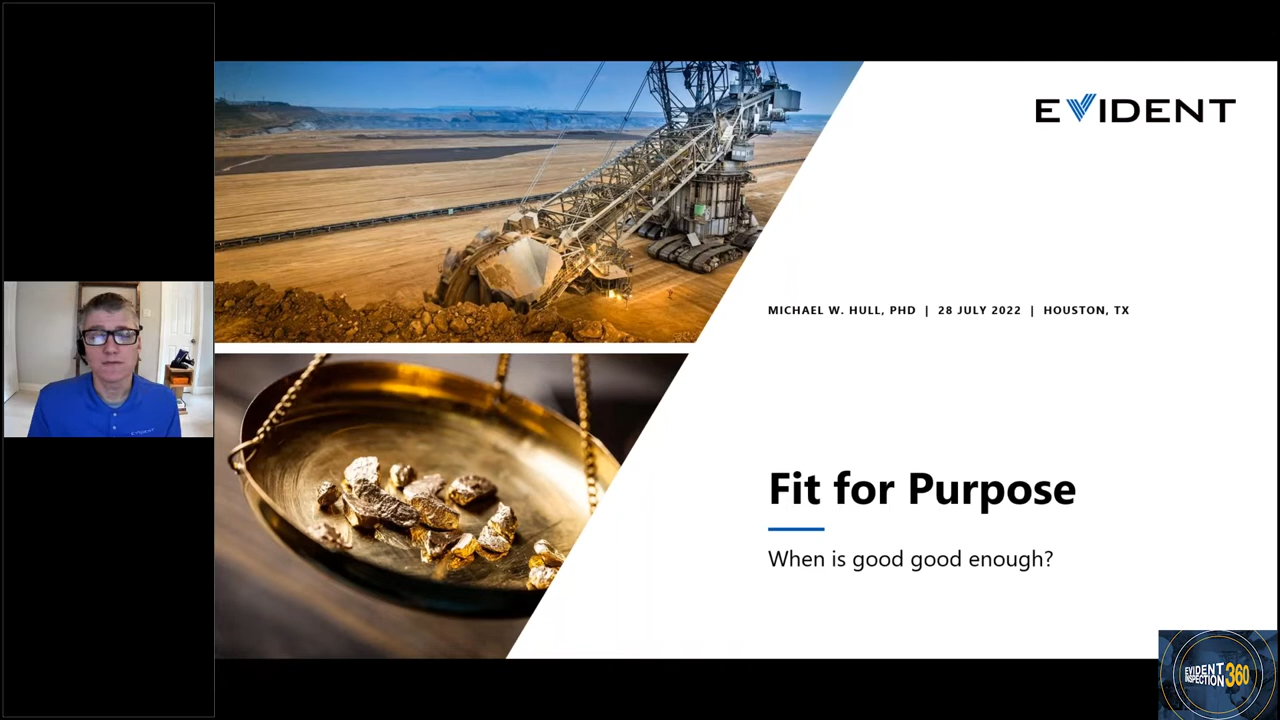 EVIDENT
MICHAEL W. HULL, PHD | 28 JULY 2022 | HOUSTON, TX
Fit for Purpose
When is good good enough?
EVIDENT
EVIDENT
INSPECTION 360